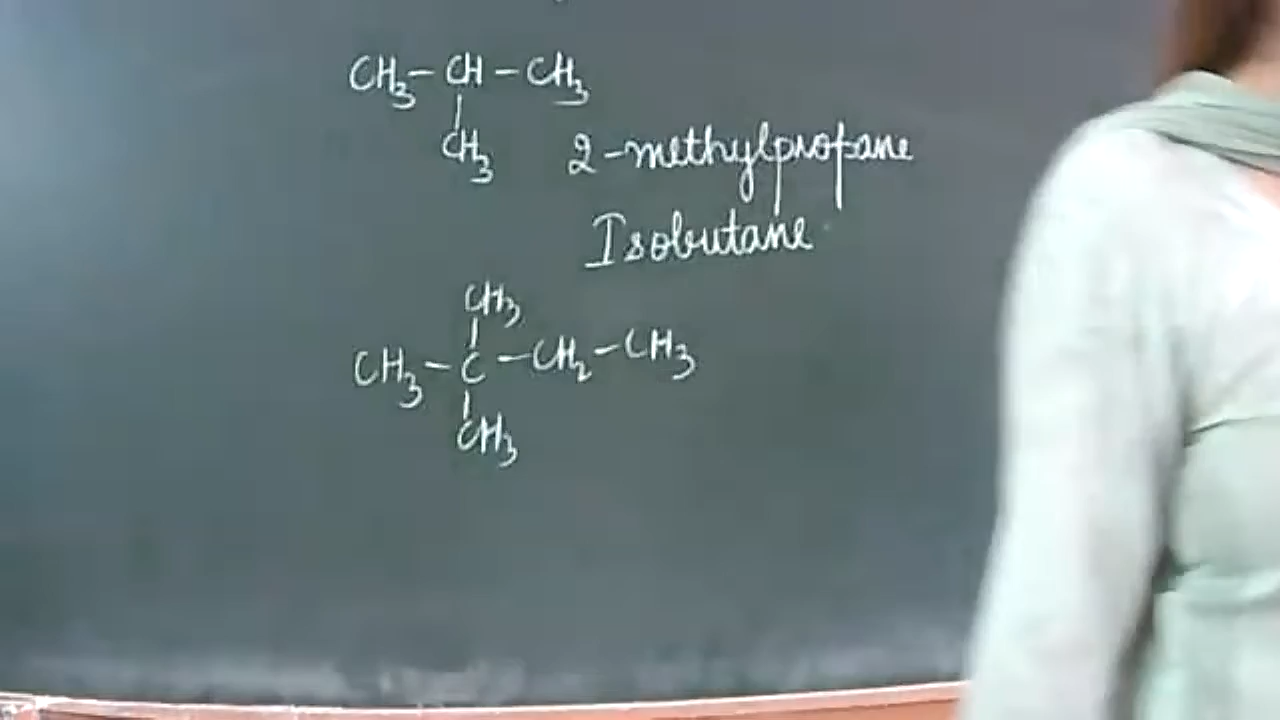 CH3 – CH – CH3
|
CH3
2-methylpropane
Isobutane
CH3
|
CH3 – C – CH2 – CH3
|
CH3